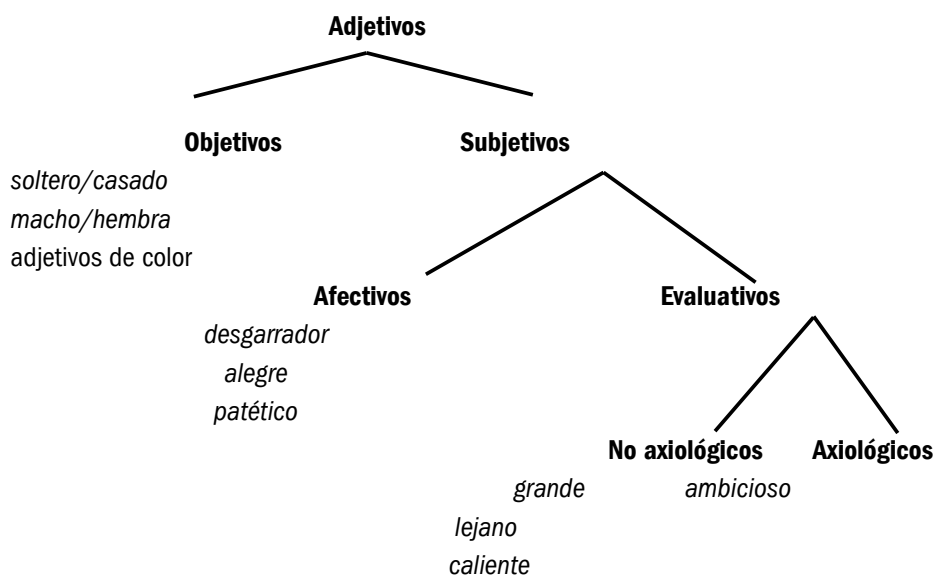 Adjetivos
Objetivos Subjetivos
soltero/casado
macho/hembra
adjetivos de color
Afectivos Evaluativos
desgarrador
alegre
patético
No axiológicos Axiológicos
grande ambicioso
lejano
caliente